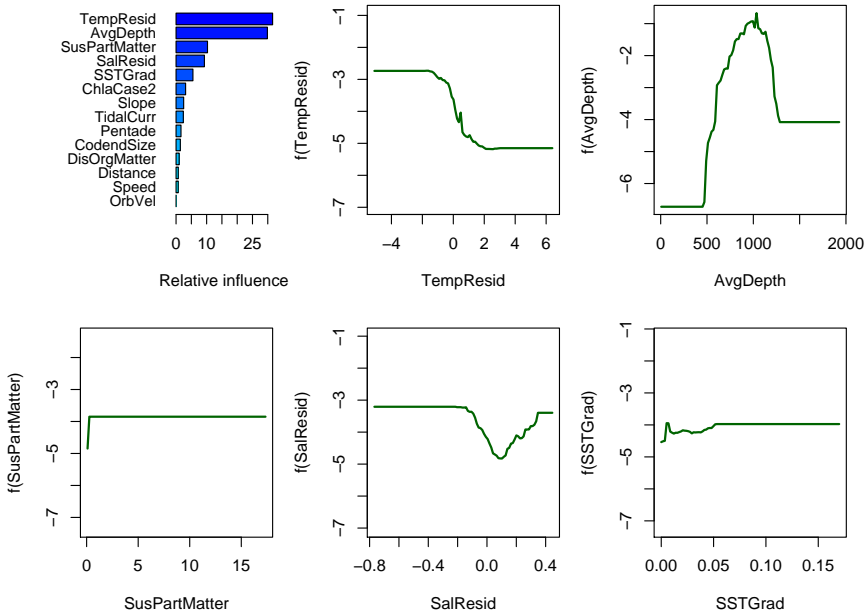 TempResid
AvgDepth
SusPartMatter
SalResid
SSTGrad
ChlaCase2
Slope
TidalCurr
Pentade
CodendSize
DisOrgMatter
Distance
Speed
OrbVel
0 10 25
Relative influence
f(TempResid)
−1
−3
−5
−7
−4 0 2 4 6
TempResid
f(AvgDepth)
−2
−4
−6
0 500 1000 2000
AvgDepth
f(SusPartMatter)
−3
−5
−7
0 5 10 15
SusPartMatter
f(SalResid)
−1
−3
−5
−7
−0.8 0.0 0.4
SalResid
f(SSTGrad)
−1
−3
−5
−7
0.00 0.05 0.10 0.15
SSTGrad